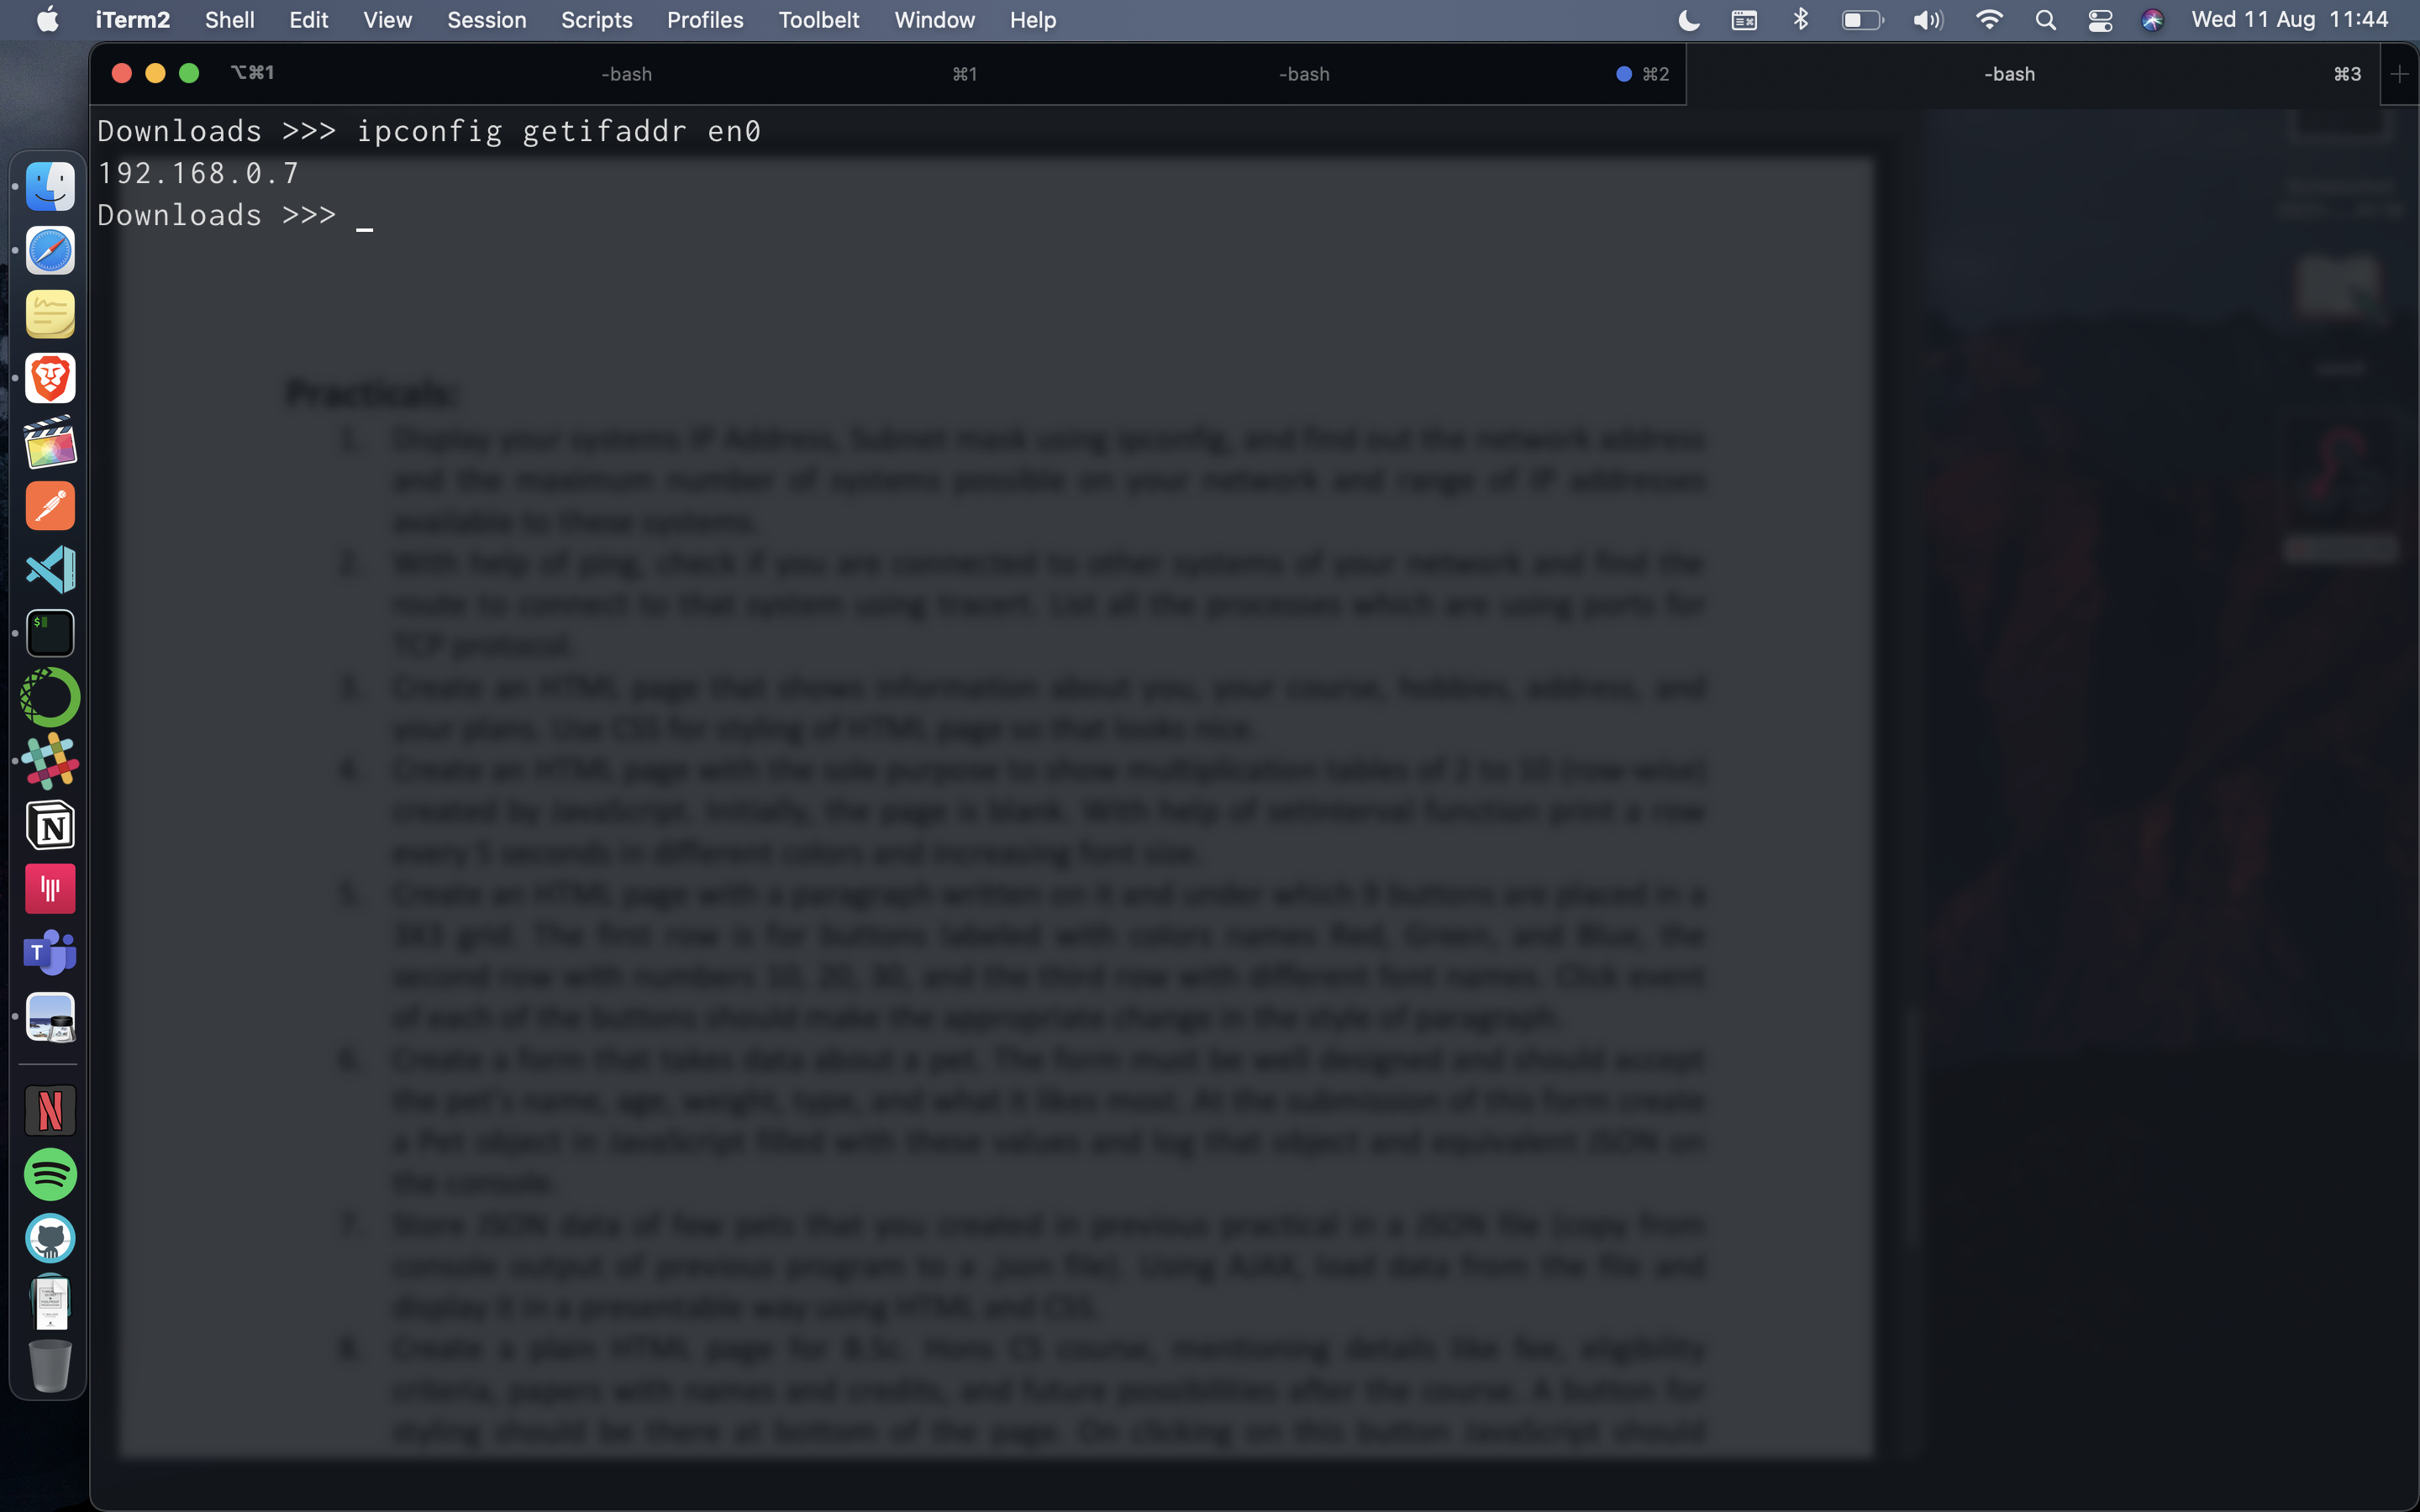 iTerm2 Shell Edit View Session Scripts Profiles Toolbelt Window Help Wed 11 Aug 11:44
⌥⌘1 -bash ⌘1 -bash ⌘2 -bash ⌘3
Downloads >>> ipconfig getifaddr en0
192.168.0.7
Downloads >>> _
Practicals:
1. Display your systems IP Address, Subnet mask using ipconfig, and find out the network address
and the maximum number of systems possible on your network and range of IP addresses
available to these systems.
2. With help of ping, check if you are connected to other systems of your network and find the
route to connect to that system using tracert. List all the processes which are using ports for
TCP protocol.
3. Create an HTML page that shows information about you, your course, hobbies, address, and
your plans. Use CSS for styling of HTML page so that looks nice.
4. Create an HTML page with the sole purpose to show multiplication tables of 2 to 10 (row-wise)
created by JavaScript. Initially, the page is blank. With help of setInterval function print a row
every 5 seconds in different colors and increasing font size.
5. Create an HTML page with a paragraph written on it and under which 9 buttons are placed in a
3X3 grid. The first row is for buttons labeled with colors names Red, Green, and Blue, the
second row with numbers 10, 20, 30, and the third row with different font names. Click event
of each of the buttons should make the appropriate change in the style of paragraph.
6. Create a form that takes data about a pet. The form must be well designed and should accept
the pet's name, age, weight, type, and what it likes most. At the submission of this form create
a Pet object in JavaScript filled with these values and log that object and equivalent JSON on
the console.
7. Store JSON data of few pets that you created in previous practical in a JSON file (copy from
console output of previous program to a .json file). Using AJAX, load data from the file and
display it in a presentable way using HTML and CSS.
8. Create a plain HTML page for B.Sc. Hons CS course, mentioning details like fee, eligibility
criteria, papers with names and credits, and future possibilities after the course. A button for
styling should be there at bottom of the page. On clicking on this button JavaScript should